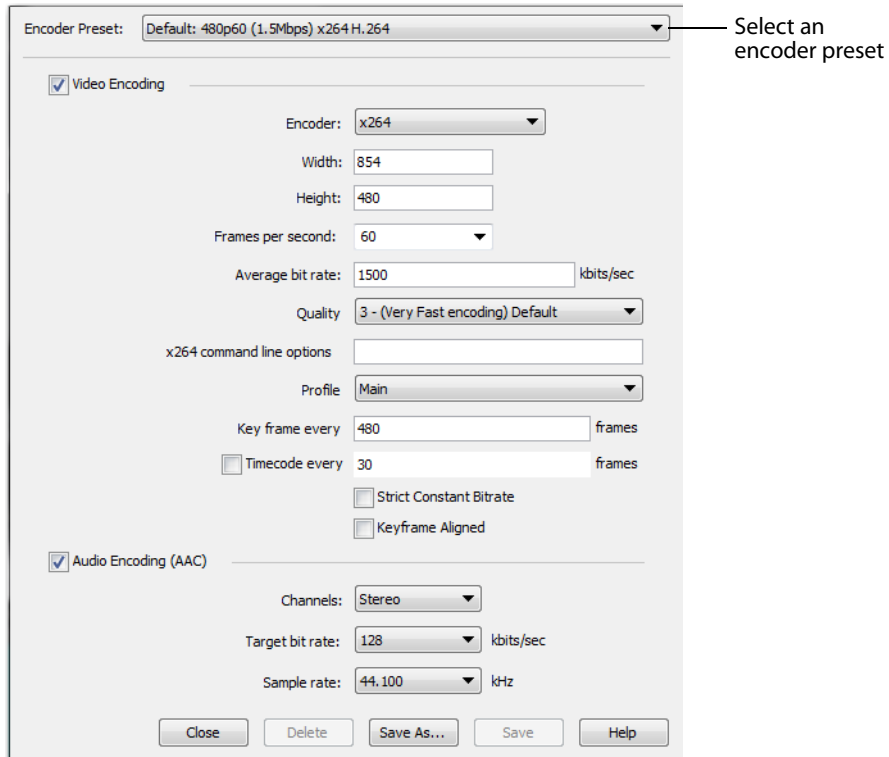 Encoder Preset: Default: 480p60 (1.5Mbps) x264 H.264
Select an
encoder preset
Video Encoding
Encoder: x264
Width: 854
Height: 480
Frames per second: 60
Average bit rate: 1500 kbits/sec
Quality 3 - (Very Fast encoding) Default
x264 command line options
Profile Main
Key frame every 480 frames
Timecode every 30 frames
Strict Constant Bitrate
Keyframe Aligned
Audio Encoding (AAC)
Channels: Stereo
Target bit rate: 128 kbits/sec
Sample rate: 44.100 kHz
Close Delete Save As... Save Help